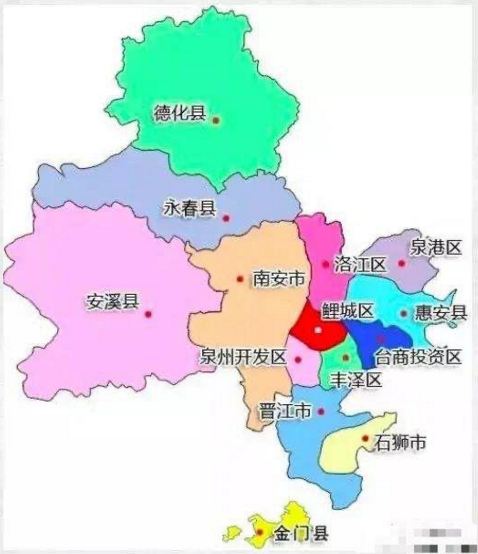 德化县
永春县
泉港区
洛江区
南安市
安溪县
鲤城区
惠安县
泉州开发区
台商投资区
丰泽区
晋江市
石狮市
金门县